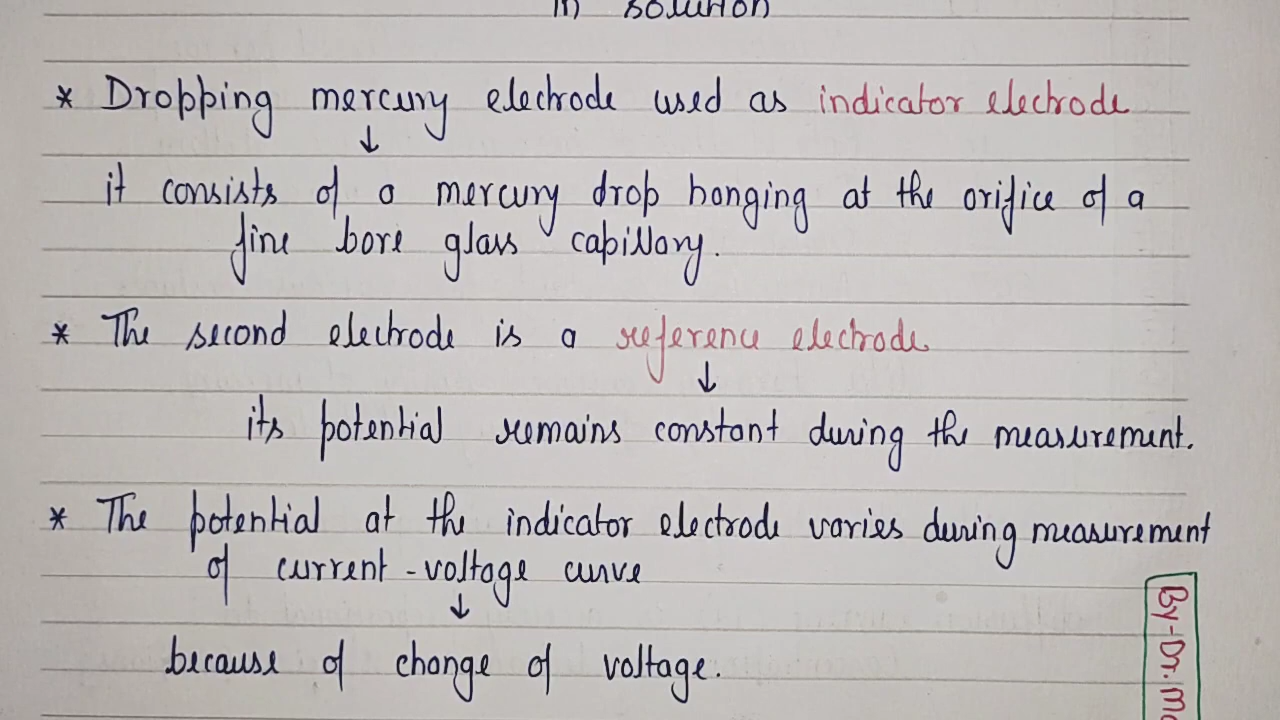 in solution
* Dropping mercury electrode used as indicator electrode
↓
it consists of a mercury drop hanging at the orifice of a
fine bore glass capillary.
* The second electrode is a reference electrode
↓
its potential remains constant during the measurement.
* The potential at the indicator electrode varies during measurement
of current - voltage curve
↓
because of change of voltage.
By-Dr.